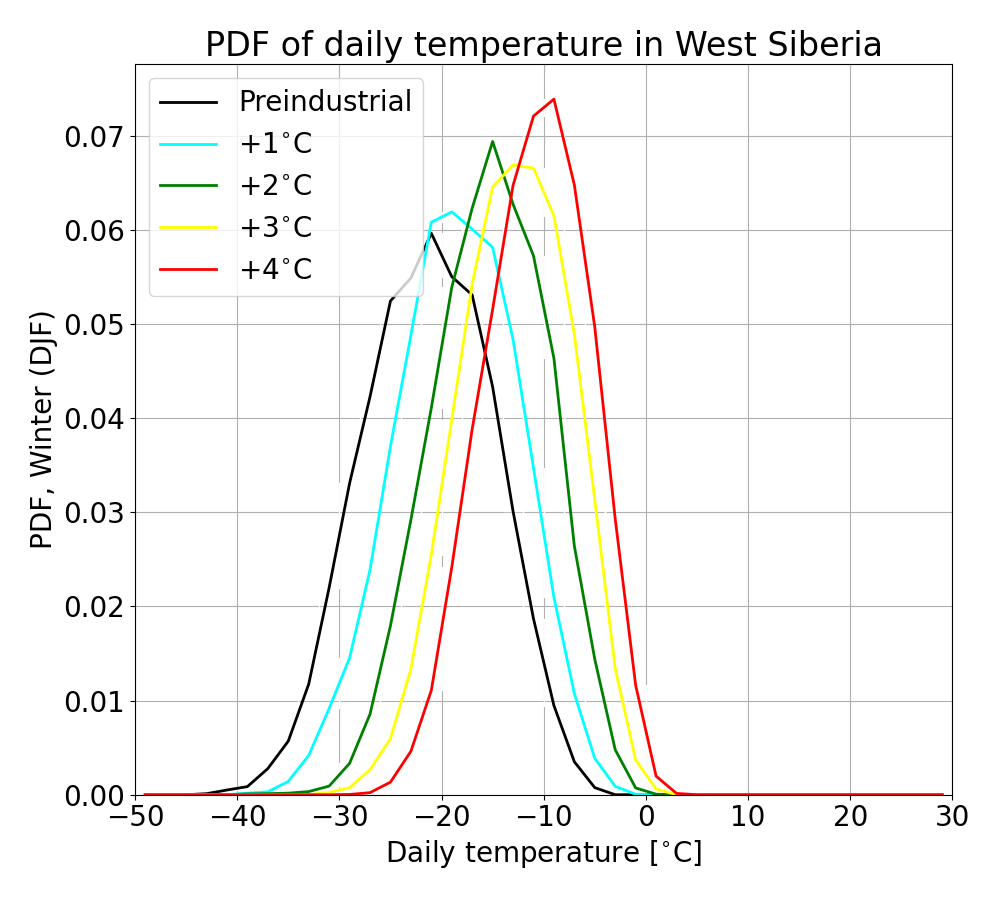 PDF of daily temperature in West Siberia
Preindustrial
+1°C
+2°C
+3°C
+4°C
PDF, Winter (DJF)
0.07
0.06
0.05
0.04
0.03
0.02
0.01
0.00
−50 −40 −30 −20 −10 0 10 20 30
Daily temperature [°C]